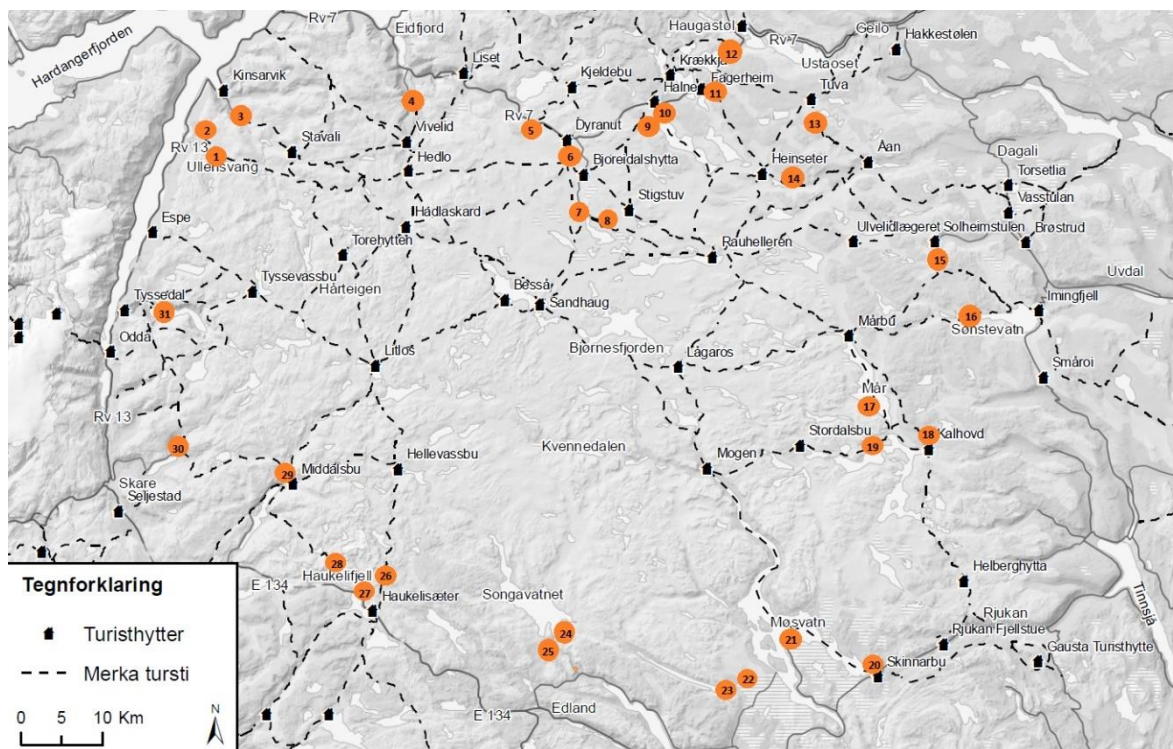 Rv 7
Eidfjord
Haugastøl
Geilo
12
Rv 7
Hakkestølen
Hardangerfjorden
Ustaoset
Liset
Krækkja
Kjeldebu
Kinsarvik
Fagerheim
11
Tuva
4
Halne
3
Rv 7
10
13
2
5
9
Rv 13
Stavali
Vivelid
Dyranut
Åan
Dagali
1
Ullensvang
Hedlo
6
Bjoreidalshytta
Heinseter
14
Torsetlia
Stigstuv
Vasstulan
7
8
Espe
Hadlaskard
Ulvelidlægeret
Solheimstulen
Brøstrud
Torehytten
Rauhelleren
15
Uvdal
Tyssevassbu
Hårteigen
Tyssedal
Bessa
Sandhaug
Imingfjell
31
16
Sønstevatn
Mårbu
Odda
Bjørnesfjorden
Litlos
Lågaros
Småroi
Mår
17
Rv 13
Stordalsbu
18
Kalhovd
30
Kvennedalen
19
Mogen
29
Middalsbu
Hellevassbu
Skare
Seljestad
28
Haukelifjell
26
E 134
27
Helberghytta
Haukelisæter
Songavatnet
Tinnsjå
Rjukan
24
Møsvatn
21
Rjukan Fjellstue
25
20
Skinnarbu
Gausta Turisthytte
22
23
Edland
E 134
Tegnforklaring
Turisthytter
Merka tursti
0 5 10 Km
N